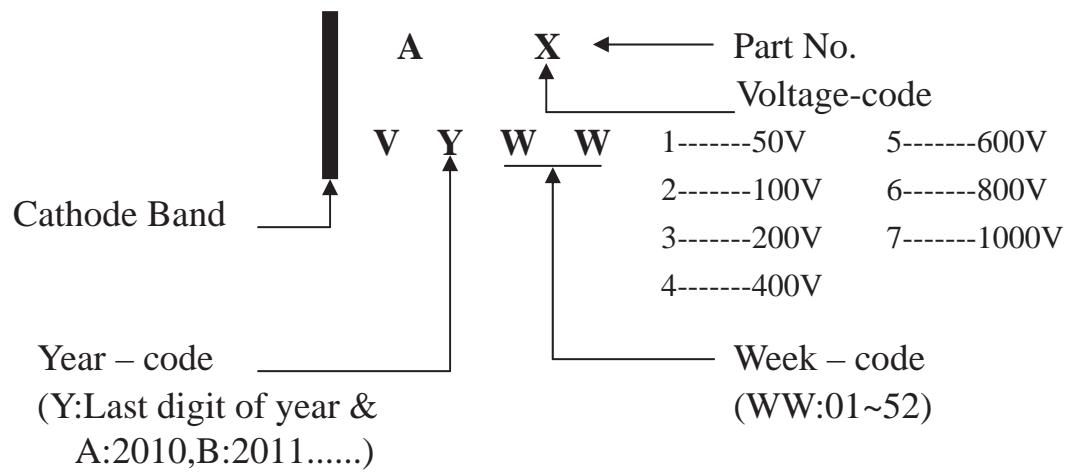 A X Part No.
Voltage-code
V Y W W 1-------50V 5-------600V
2-------100V 6-------800V
Cathode Band 3-------200V 7-------1000V
4-------400V
Year – code Week – code
(Y:Last digit of year & (WW:01~52)
A:2010,B:2011......)